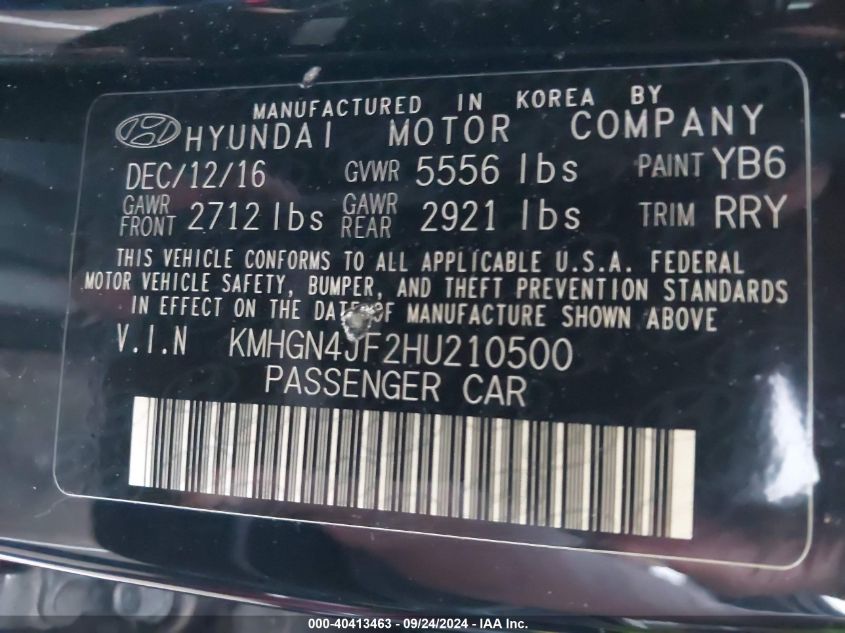 MANUFACTURED IN KOREA BY
HYUNDAI MOTOR COMPANY
DEC/12/16 GVWR 5556 lbs PAINT YB6
GAWR FRONT 2712 lbs GAWR REAR 2921 lbs TRIM RRY
THIS VEHICLE CONFORMS TO ALL APPLICABLE U.S.A. FEDERAL
MOTOR VEHICLE SAFETY, BUMPER, AND THEFT PREVENTION STANDARDS
IN EFFECT ON THE DATE OF MANUFACTURE SHOWN ABOVE
V.I.N KMHGN4JF2HU210500
PASSENGER CAR
000-40413463 - 09/24/2024 - IAA Inc.